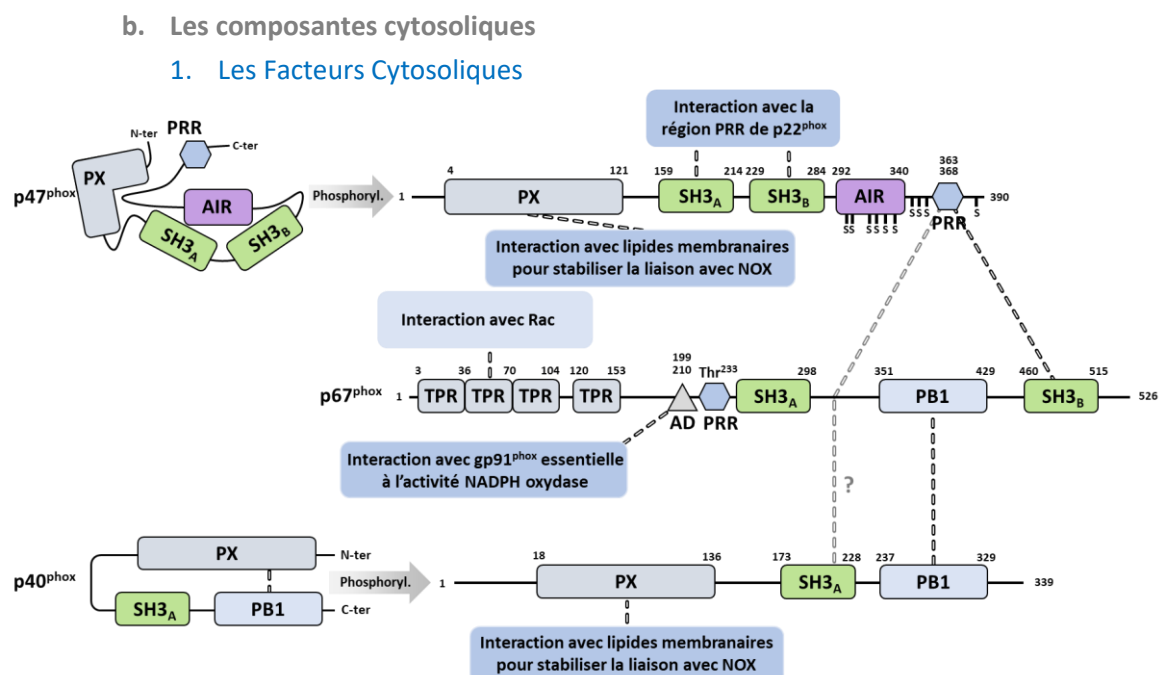 b. Les composantes cytosoliques
1. Les Facteurs Cytosoliques
Interaction avec la
région PRR de p22phox
N-ter
PRR
C-ter
PX
p47phox
AIR
SH3A
SH3B
Phosphoryl.
1
4
121
159
214
229
284
292
340
363
368
390
PX
SH3A
SH3B
AIR
SS
SS S S
SSS
PRR
S
Interaction avec lipides membranaires
pour stabiliser la liaison avec NOX
Interaction avec Rac
p67phox
1
3
36
70
104
120
153
199
210
Thr233
298
351
429
460
515
526
TPR
TPR
TPR
TPR
AD
PRR
SH3A
PB1
SH3B
Interaction avec gp91phox essentielle
à l'activité NADPH oxydase
?
p40phox
PX
N-ter
SH3A
PB1
C-ter
Phosphoryl.
1
18
136
173
228
237
329
339
PX
SH3A
PB1
Interaction avec lipides membranaires
pour stabiliser la liaison avec NOX